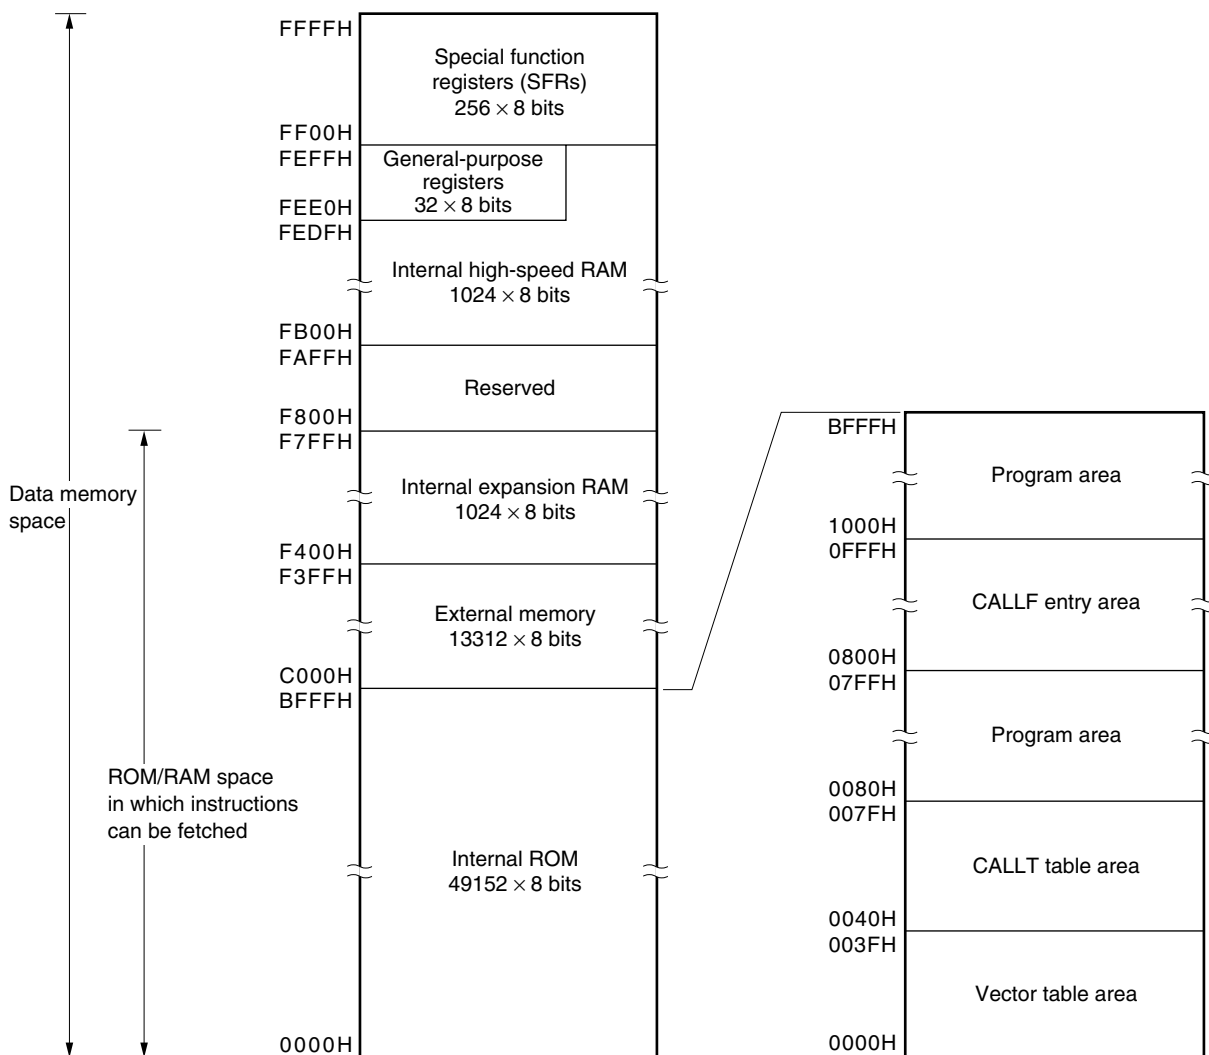 FFFFH
Special function
registers (SFRs)
256 × 8 bits
FF00H
FEFFH
General-purpose
registers
32 × 8 bits
FEE0H
FEDFH
Internal high-speed RAM
1024 × 8 bits
FB00H
FAFFH
Reserved
F800H
F7FFH
Data memory
space
Internal expansion RAM
1024 × 8 bits
F400H
F3FFH
External memory
13312 × 8 bits
C000H
BFFFH
ROM/RAM space
in which instructions
can be fetched
Internal ROM
49152 × 8 bits
0000H
BFFFH
Program area
1000H
0FFFH
CALLF entry area
0800H
07FFH
Program area
0080H
007FH
CALLT table area
0040H
003FH
Vector table area
0000H